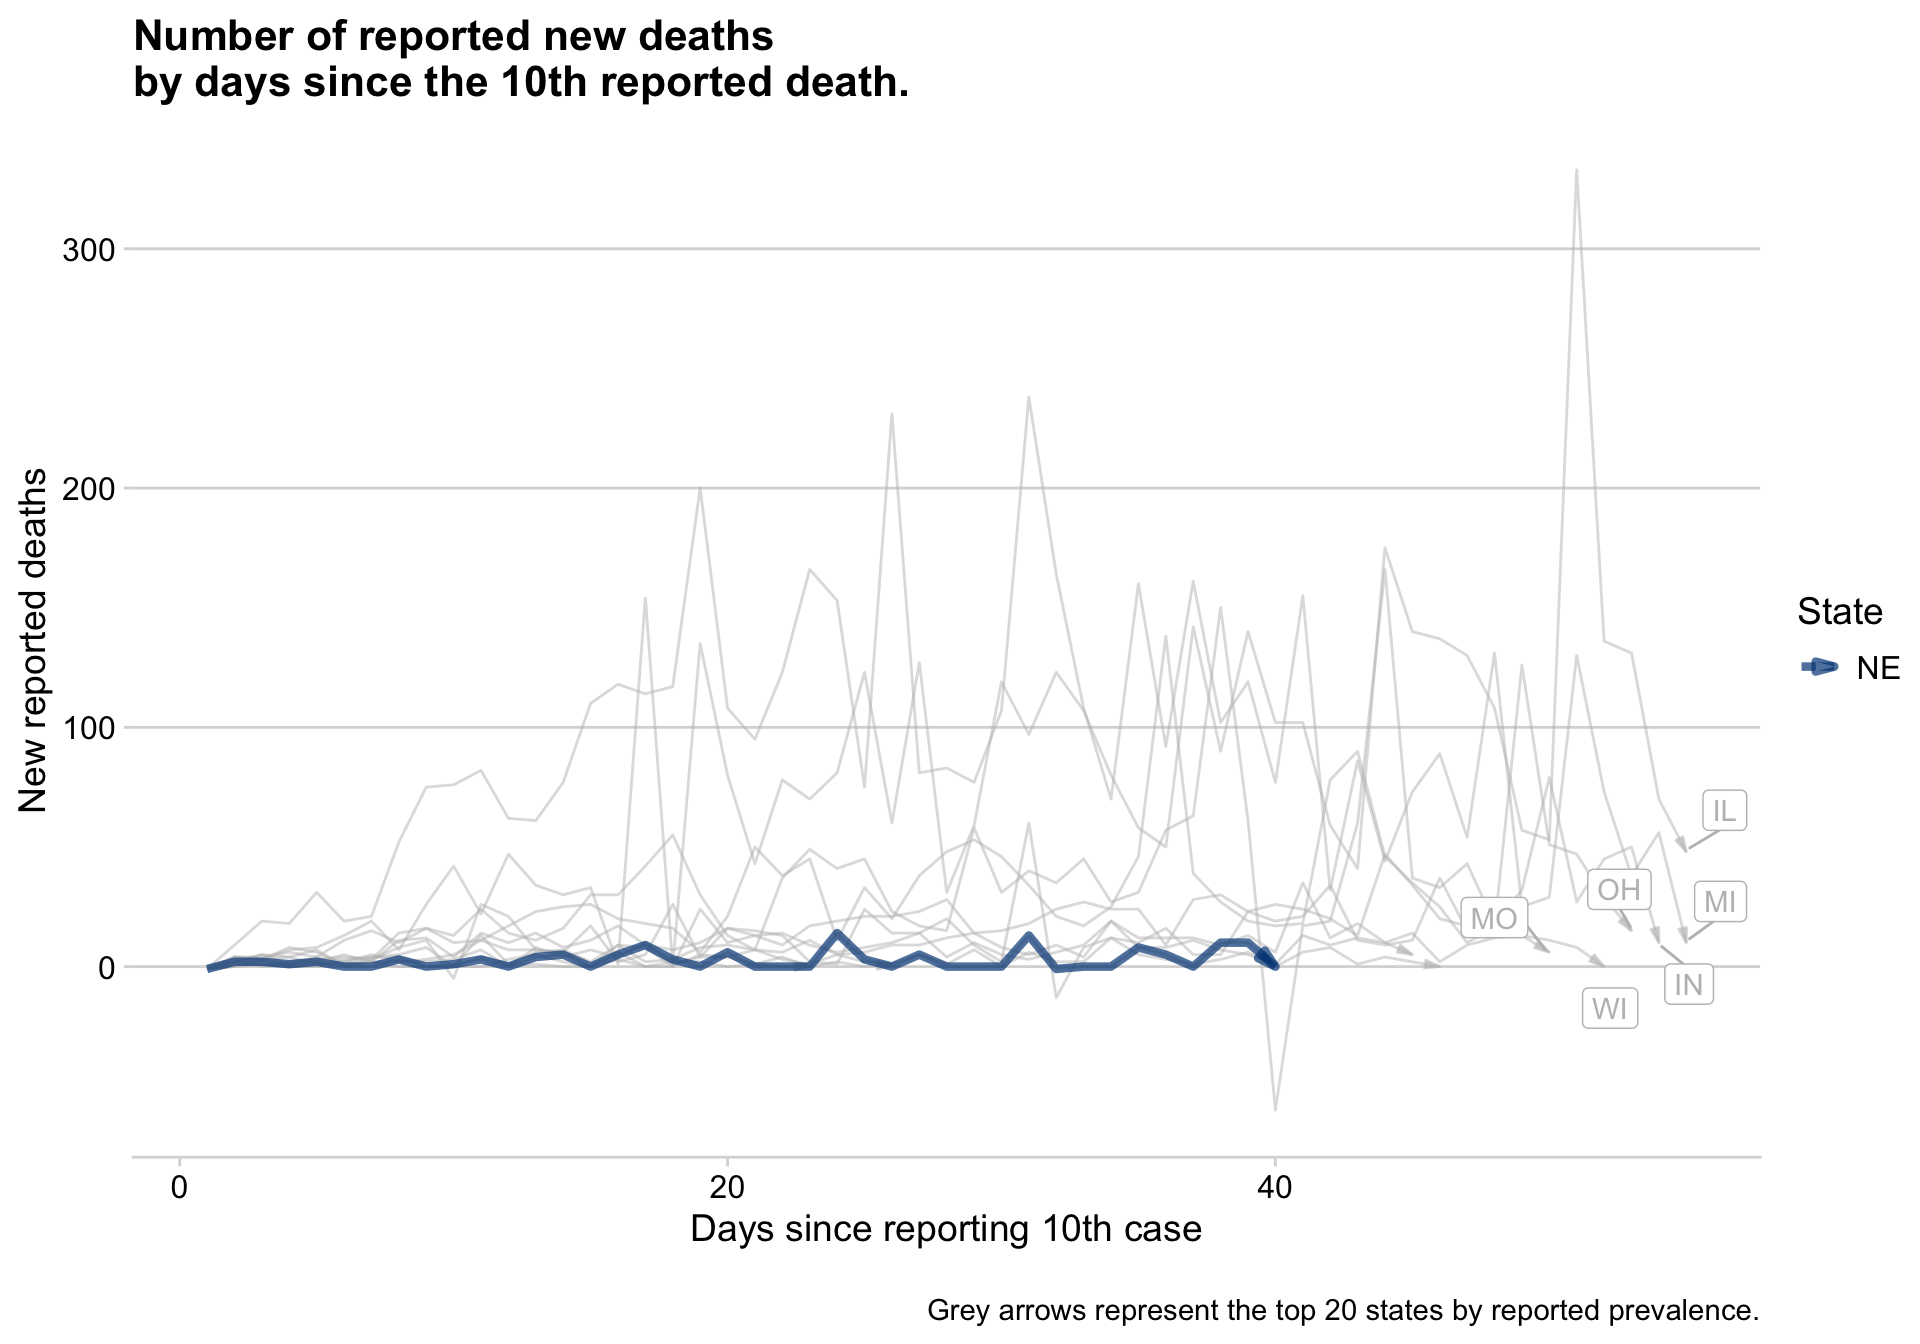 Number of reported new deaths
by days since the 10th reported death.
New reported deaths
300
200
100
0
IL
OH
MI
MO
IN
WI
State
NE
0
20
40
Days since reporting 10th case
Grey arrows represent the top 20 states by reported prevalence.